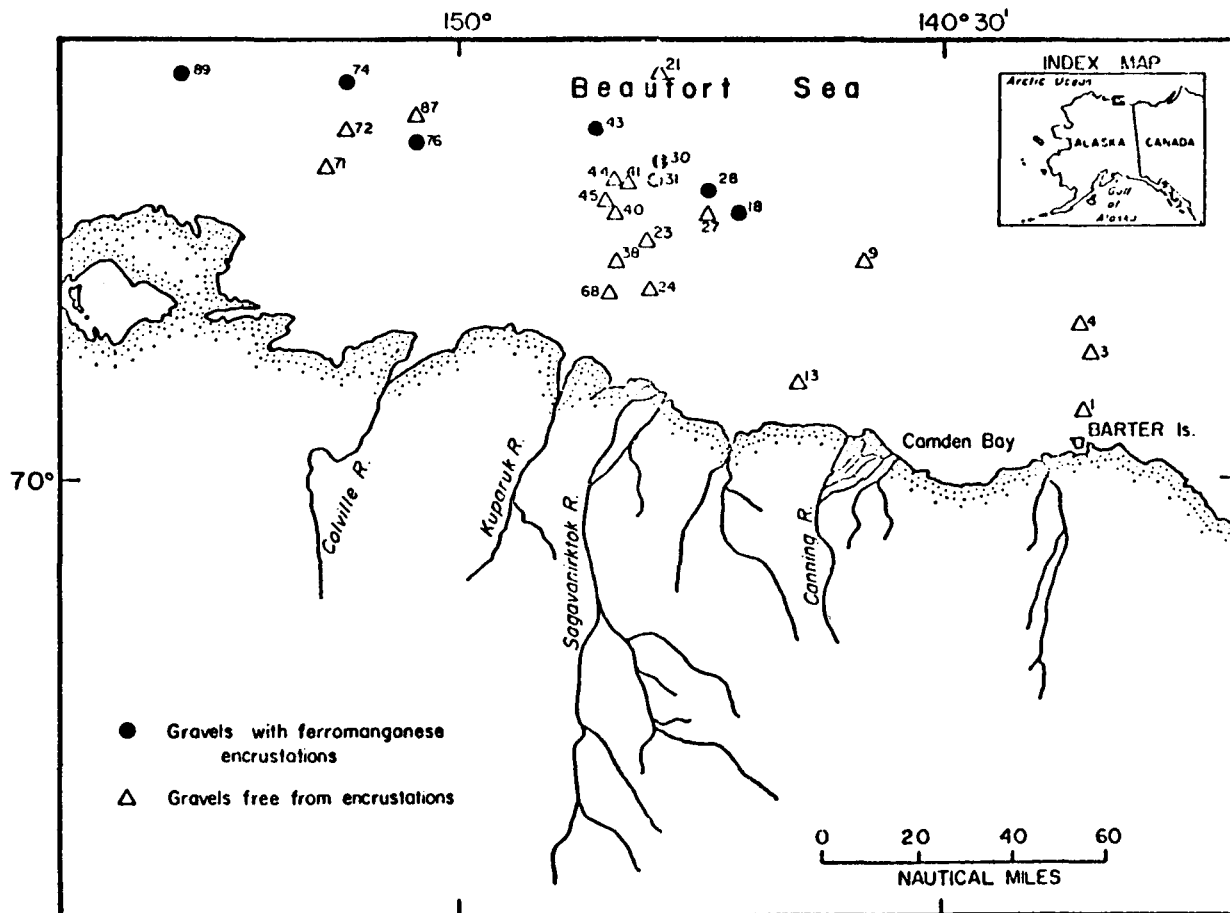 150°
140°30'
INDEX MAP
Arctic Ocean
ALASKA
CANADA
Gulf
of
Alaska
Beaufort Sea
89
74
21
87
72
76
43
71
30
44
41
31
28
45
40
27
18
23
38
9
68
24
4
3
13
1
BARTER Is.
Camden Bay
70°
Colville R.
Kuparuk R.
Sagavanirktok R.
Canning R.
Gravels with ferromanganese
encrustations
Gravels free from encrustations
0 20 40 60
NAUTICAL MILES